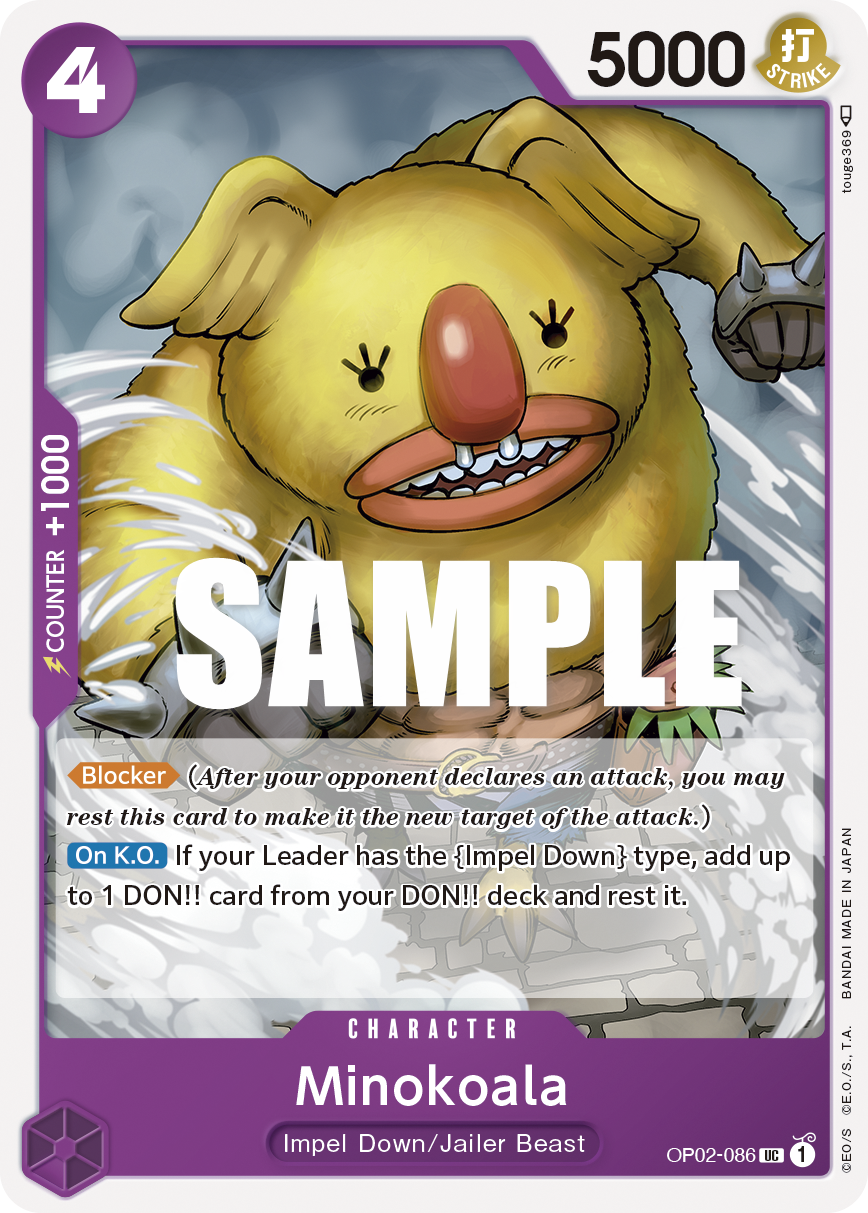 4
5000
打
STRIKE
touge369
COUNTER +1000
SAMPLE
Blocker (After your opponent declares an attack, you may
rest this card to make it the new target of the attack.)
On K.O. If your Leader has the {Impel Down} type, add up
to 1 DON!! card from your DON!! deck and rest it.
CHARACTER
Minokoala
Impel Down/Jailer Beast
OP02-086 UC 1
©EO/S ©E.O./S., T.A. BANDAI MADE IN JAPAN